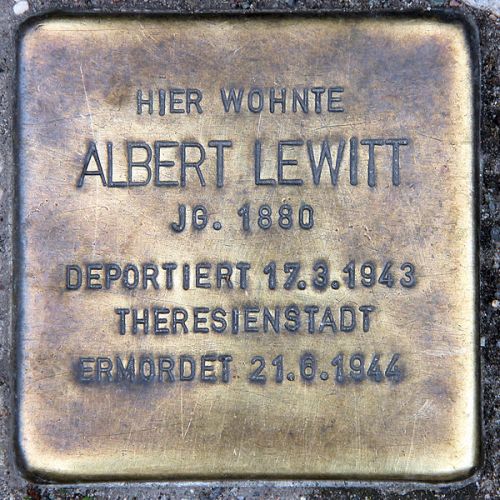 HIER WOHNTE
ALBERT LEWITT
JG. 1880
DEPORTIERT 17.3.1943
THERESIENSTADT
ERMORDET 21.6.1944